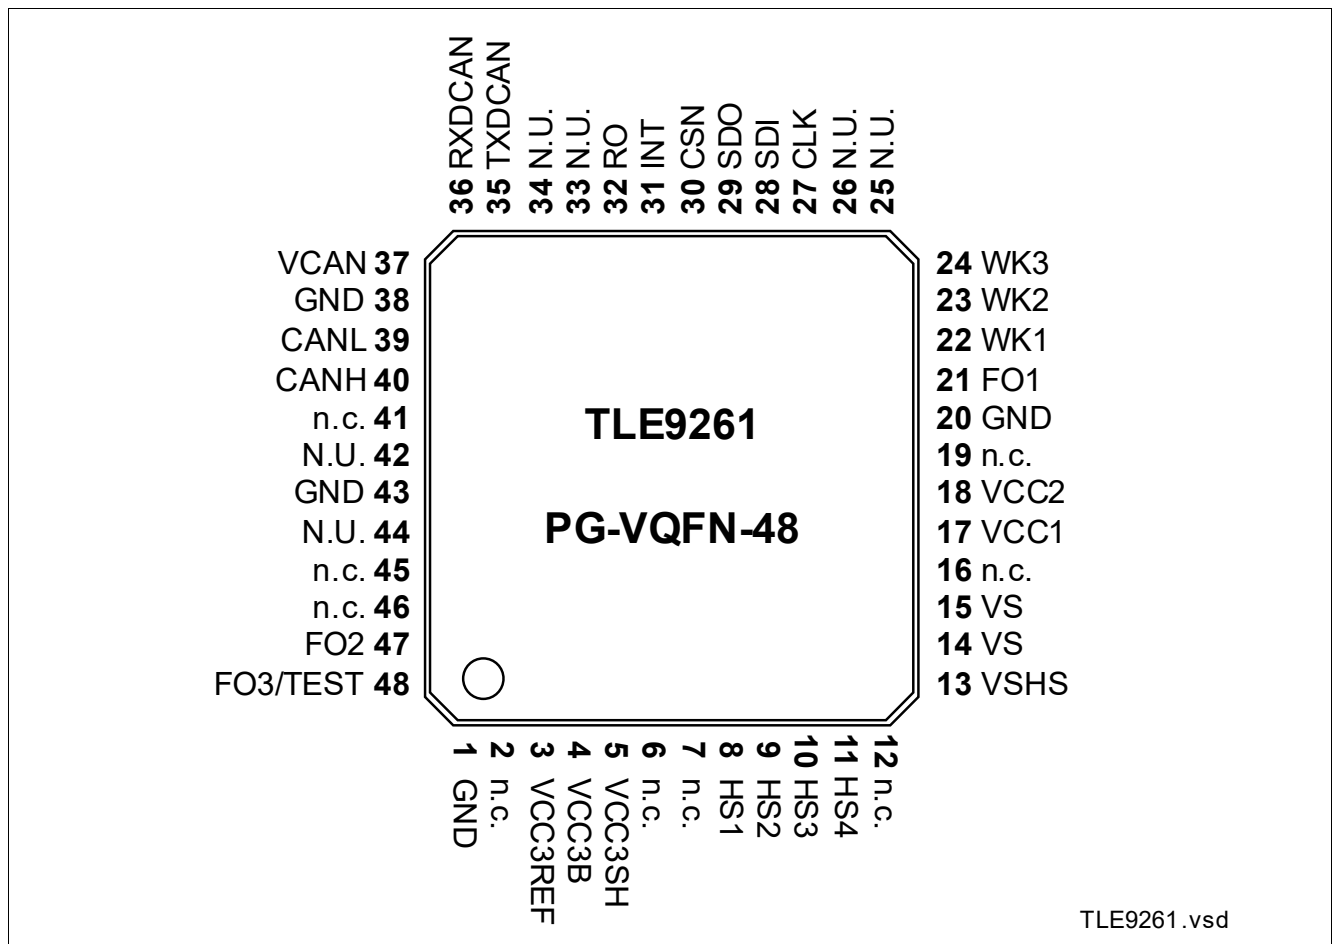 36 RXDCAN
35 TXDCAN
34 N.U.
33 N.U.
32 RO
31 INT
30 CSN
29 SDO
28 SDI
27 CLK
26 N.U.
25 N.U.
VCAN 37
GND 38
CANL 39
CANH 40
n.c. 41
N.U. 42
GND 43
N.U. 44
n.c. 45
n.c. 46
FO2 47
FO3/TEST 48
TLE9261
PG-VQFN-48
24 WK3
23 WK2
22 WK1
21 FO1
20 GND
19 n.c.
18 VCC2
17 VCC1
16 n.c.
15 VS
14 VS
13 VSHS
1 GND
2 n.c.
3 VCC3REF
4 VCC3B
5 VCC3SH
6 n.c.
7 n.c.
8 HS1
9 HS2
10 HS3
11 HS4
12 n.c.
TLE9261.vsd